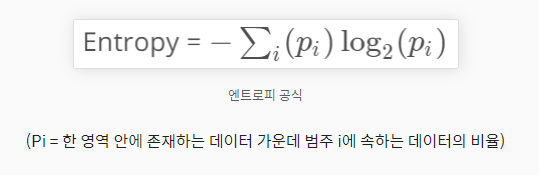 Entropy = − ∑ᵢ(pᵢ) log₂(pᵢ)
엔트로피 공식
(Pi = 한 영역 안에 존재하는 데이터 가운데 범주 i에 속하는 데이터의 비율)